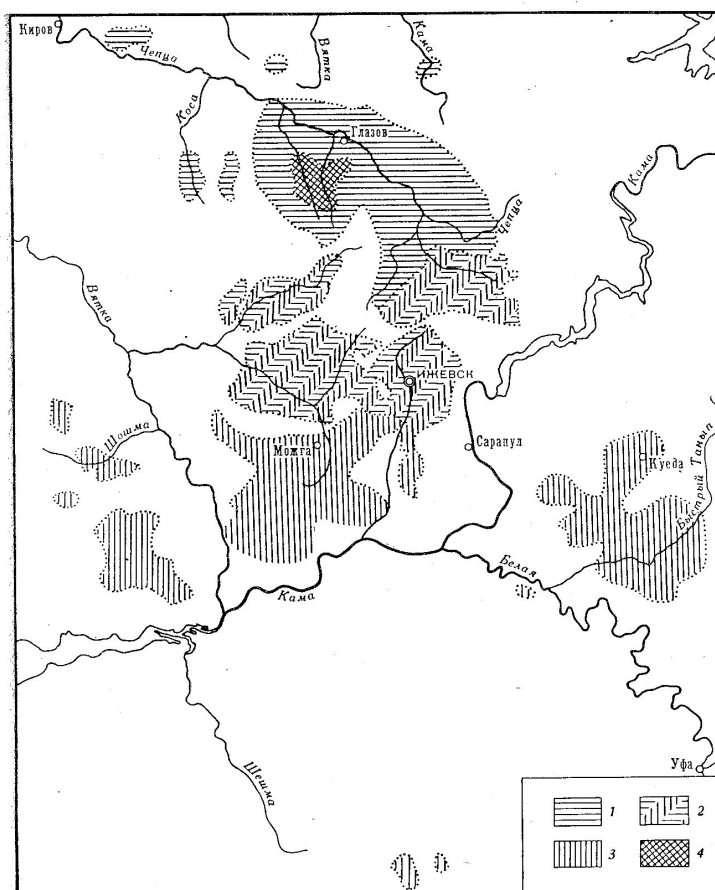 Киров
Чепца
Вятка
Кама
Коса
Глазов
Кама
Чепца
Вятка
ИЖЕВСК
Шошма
Можга
Сарапул
Куеда
Быстрый Танып
Белая
Кама
Уфа
Шешма
1 2
3 4